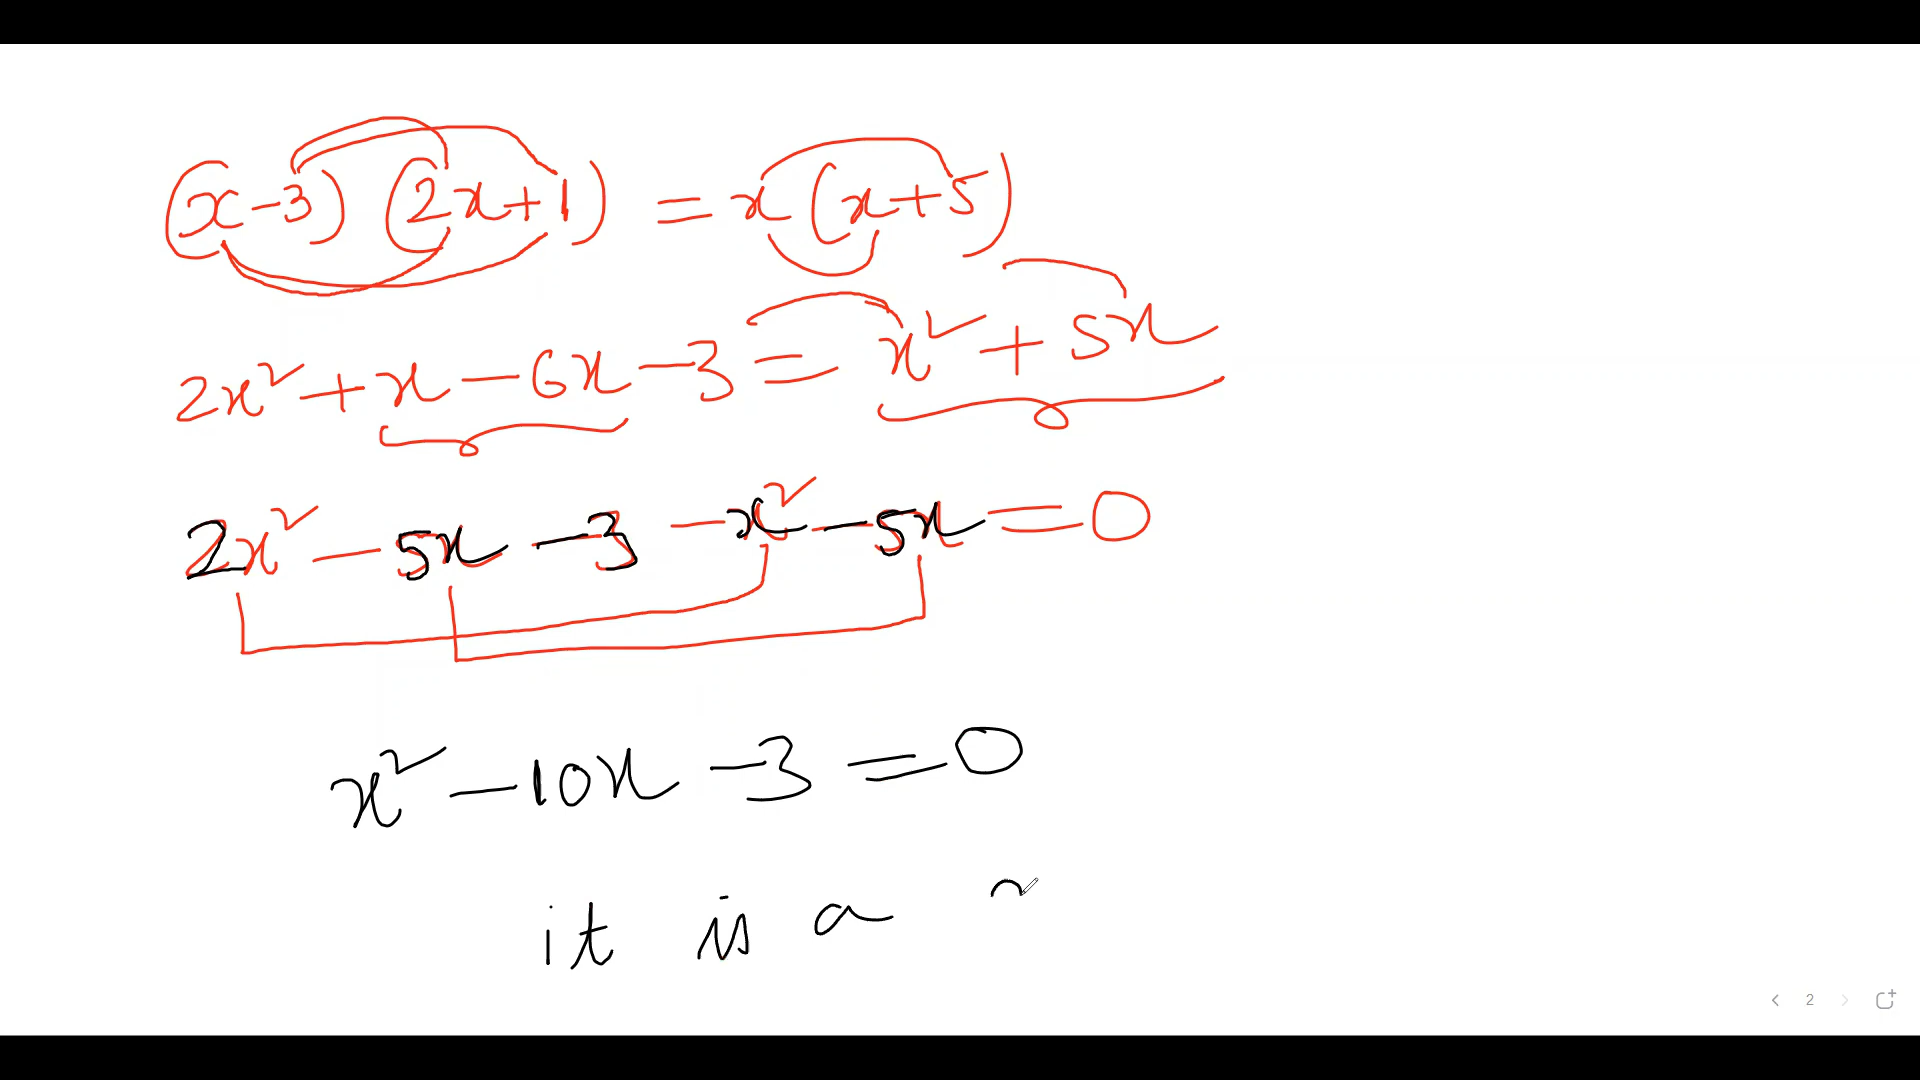 (x-3) (2x+1) = x(x+5)
2x² + x - 6x - 3 = x² + 5x
2x² - 5x - 3 - x² - 5x = 0
x² - 10x - 3 = 0
it is a
2